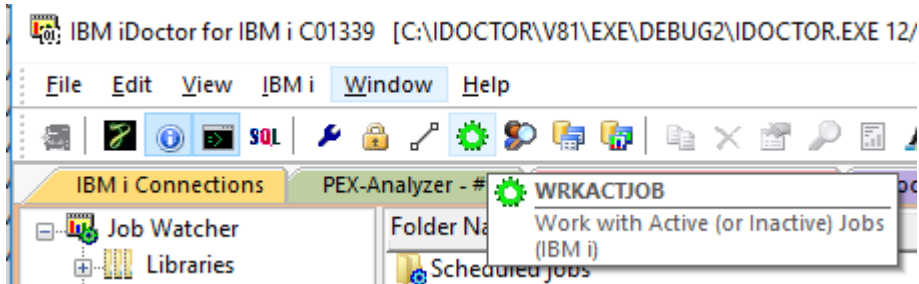 IBM iDoctor for IBM i C01339 [C:\IDOCTOR\V81\EXE\DEBUG2\IDOCTOR.EXE 12/
File Edit View IBM i Window Help
SQL
IBM i Connections PEX-Analyzer - #
WRKACTJOB
Work with Active (or Inactive) Jobs
(IBM i)
Job Watcher
Folder Na
Libraries
Scheduled Jobs